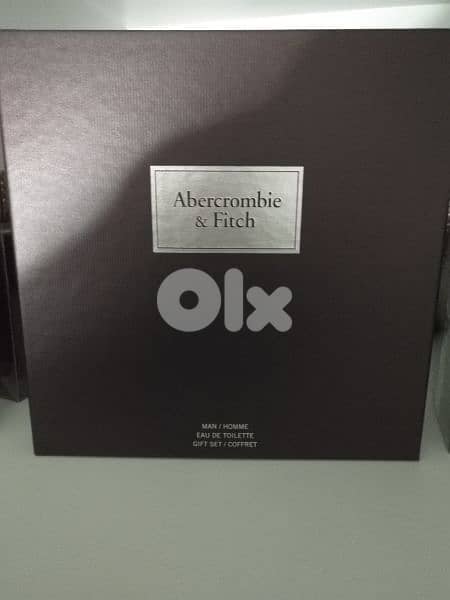 Abercrombie
& Fitch
OLX
MAN / HOMME
EAU DE TOILETTE
GIFT SET / COFFRET